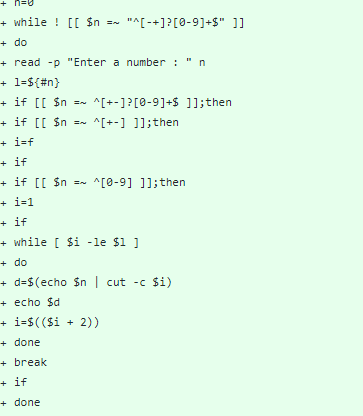 + n=0
+ while ! [[ $n =~ "^[-+]?[0-9]+$" ]]
+ do
+ read -p "Enter a number : " n
+ l=${#n}
+ if [[ $n =~ ^[+-]?[0-9]+$ ]];then
+ if [[ $n =~ ^[+-] ]];then
+ i=f
+ if
+ if [[ $n =~ ^[0-9] ]];then
+ i=1
+ if
+ while [ $i -le $l ]
+ do
+ d=$(echo $n | cut -c $i)
+ echo $d
+ i=$(($i + 2))
+ done
+ break
+ if
+ done